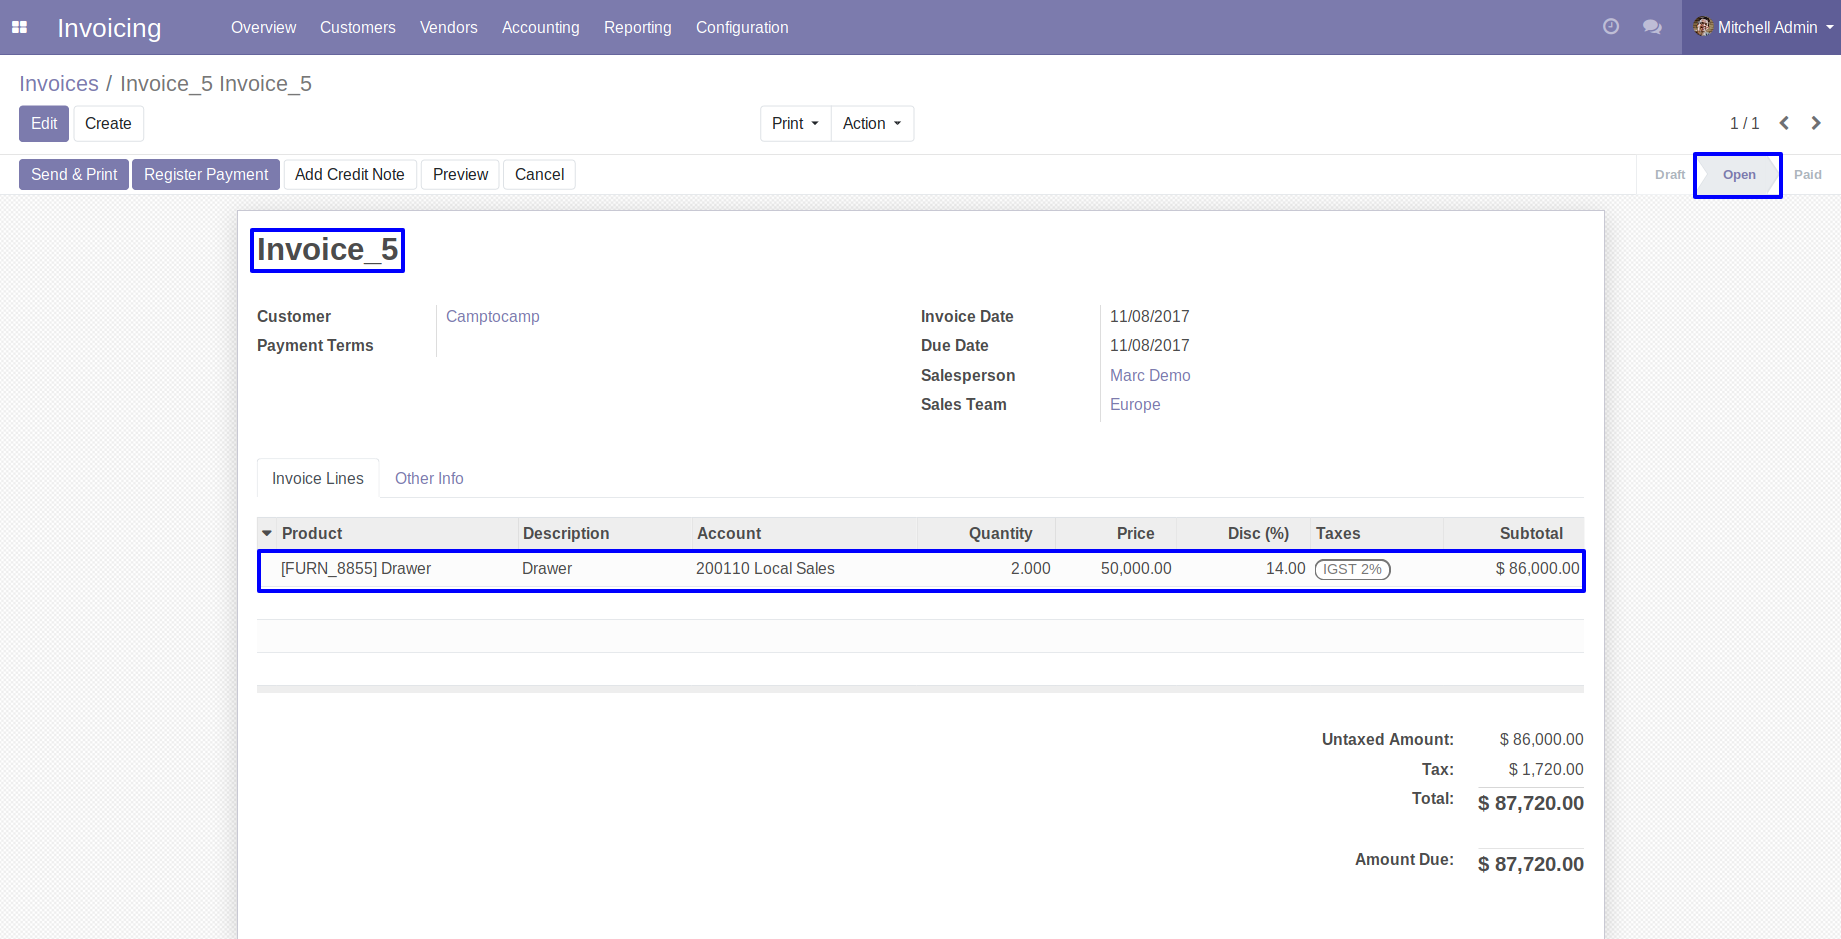 Invoicing Overview Customers Vendors Accounting Reporting Configuration Mitchell Admin
Invoices / Invoice_5 Invoice_5
Edit Create Print Action 1 / 1
Send & Print Register Payment Add Credit Note Preview Cancel Draft Open Paid
Invoice_5
Customer Camptocamp Invoice Date 11/08/2017
Payment Terms Due Date 11/08/2017
Salesperson Marc Demo
Sales Team Europe
Invoice Lines Other Info
Product Description Account Quantity Price Disc (%) Taxes Subtotal
[FURN_8855] Drawer Drawer 200110 Local Sales 2.000 50,000.00 14.00 IGST 2% $ 86,000.00
Untaxed Amount: $ 86,000.00
Tax: $ 1,720.00
Total: $ 87,720.00
Amount Due: $ 87,720.00